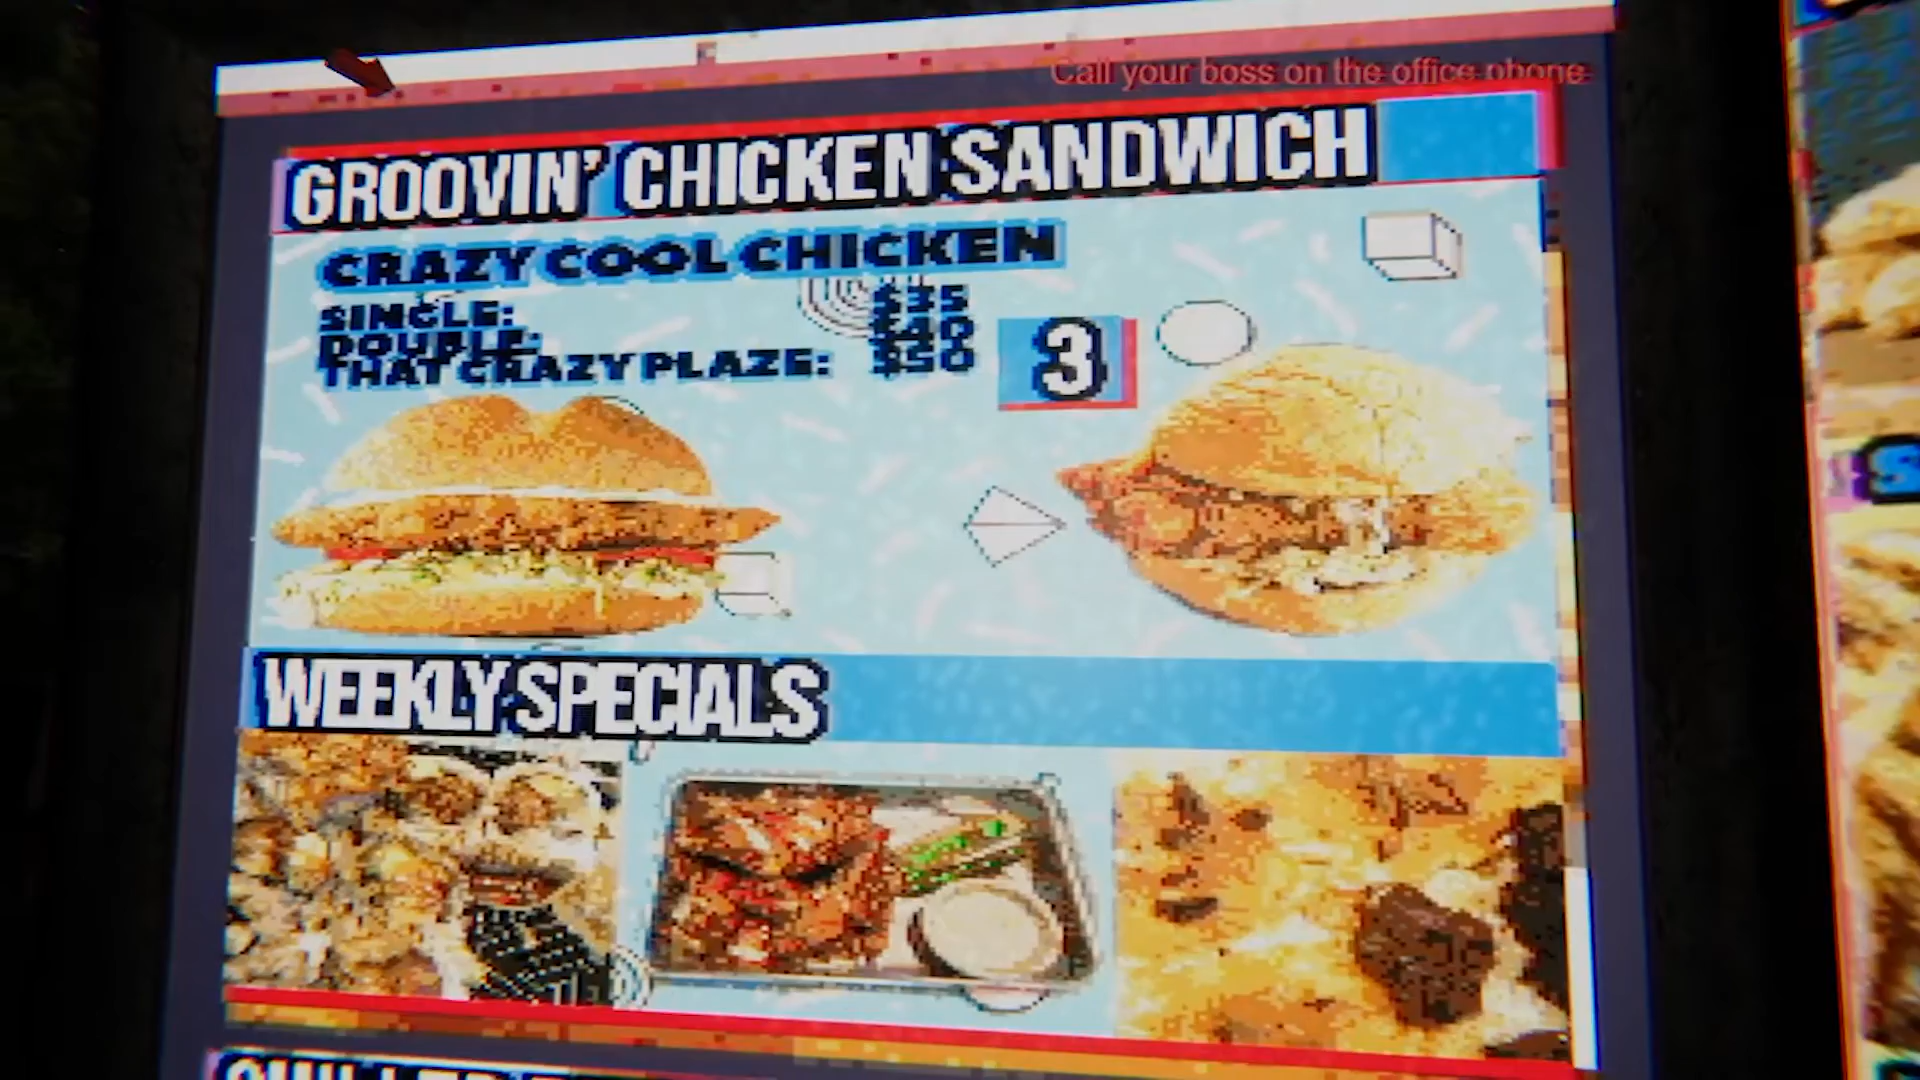 Call your boss on the office phone
GROOVIN' CHICKEN SANDWICH
CRAZY COOL CHICKEN
SINGLE: $35
DOUBLE: $40
THAT CRAZY PLAZE: $50
3
WEEKLY SPECIALS